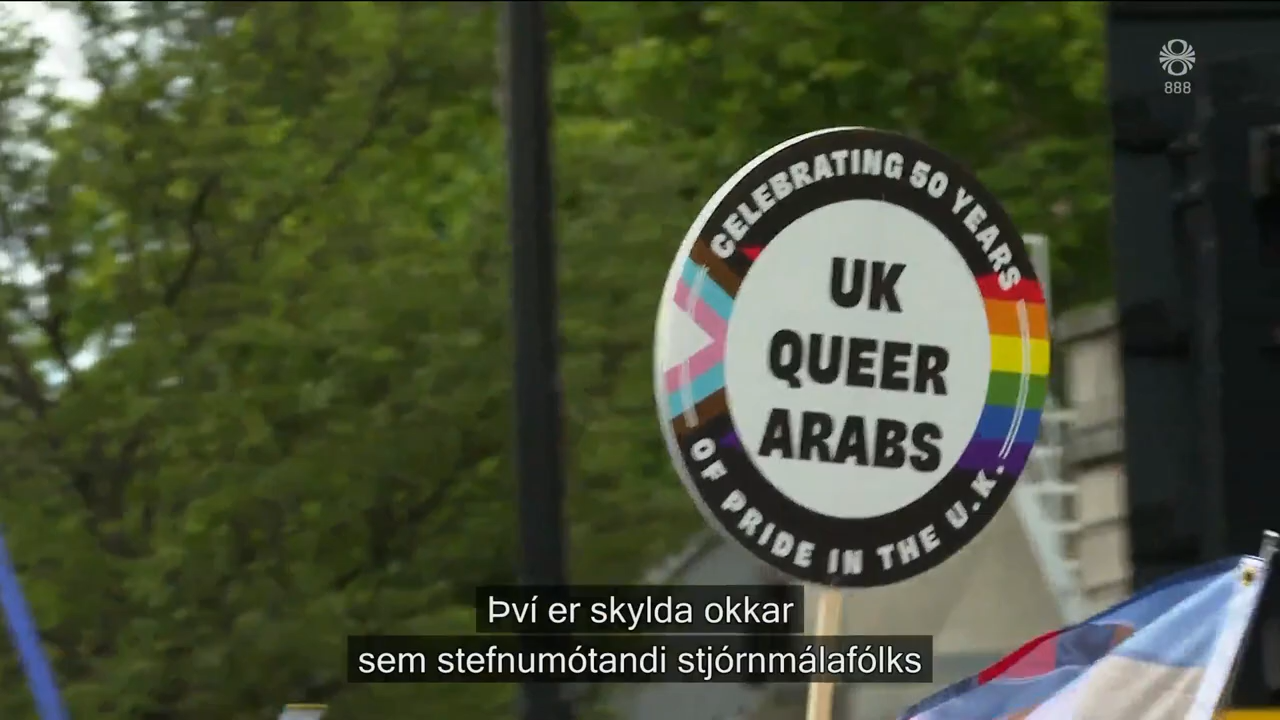 888
CELEBRATING 50 YEARS
UK
QUEER
ARABS
OF PRIDE IN THE U.K.
Því er skylda okkar
sem stefnumótandi stjórnmálafólks